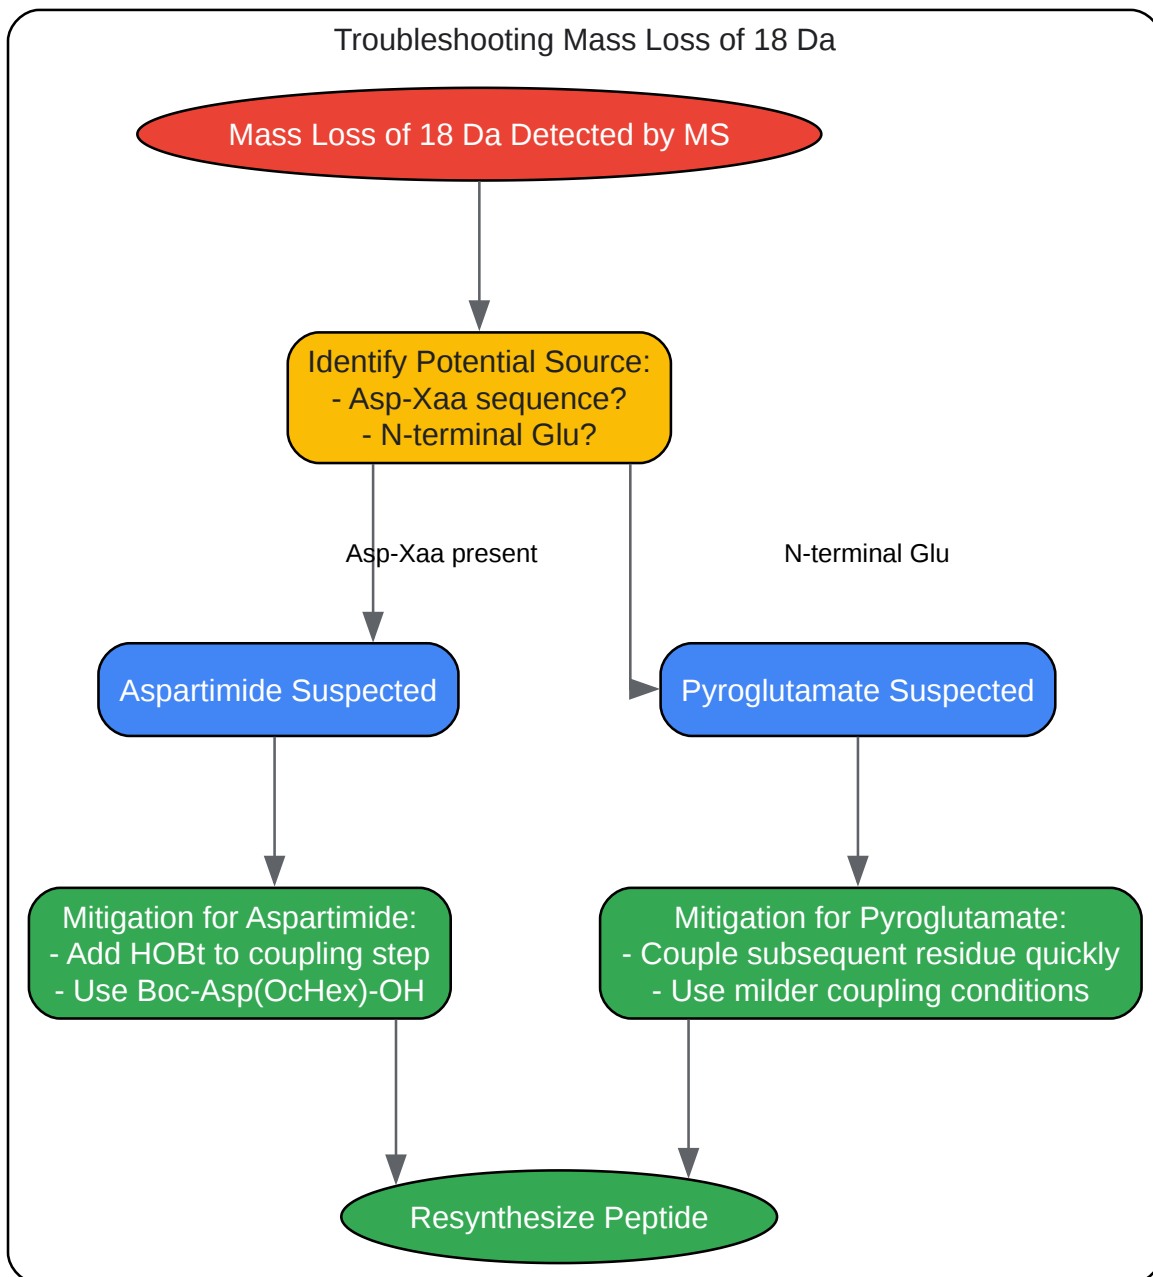 Troubleshooting Mass Loss of 18 Da
Mass Loss of 18 Da Detected by MS
Identify Potential Source:
- Asp-Xaa sequence?
- N-terminal Glu?
Asp-Xaa present
N-terminal Glu
Aspartimide Suspected
Pyroglutamate Suspected
Mitigation for Aspartimide:
- Add HOBt to coupling step
- Use Boc-Asp(OcHex)-OH
Mitigation for Pyroglutamate:
- Couple subsequent residue quickly
- Use milder coupling conditions
Resynthesize Peptide